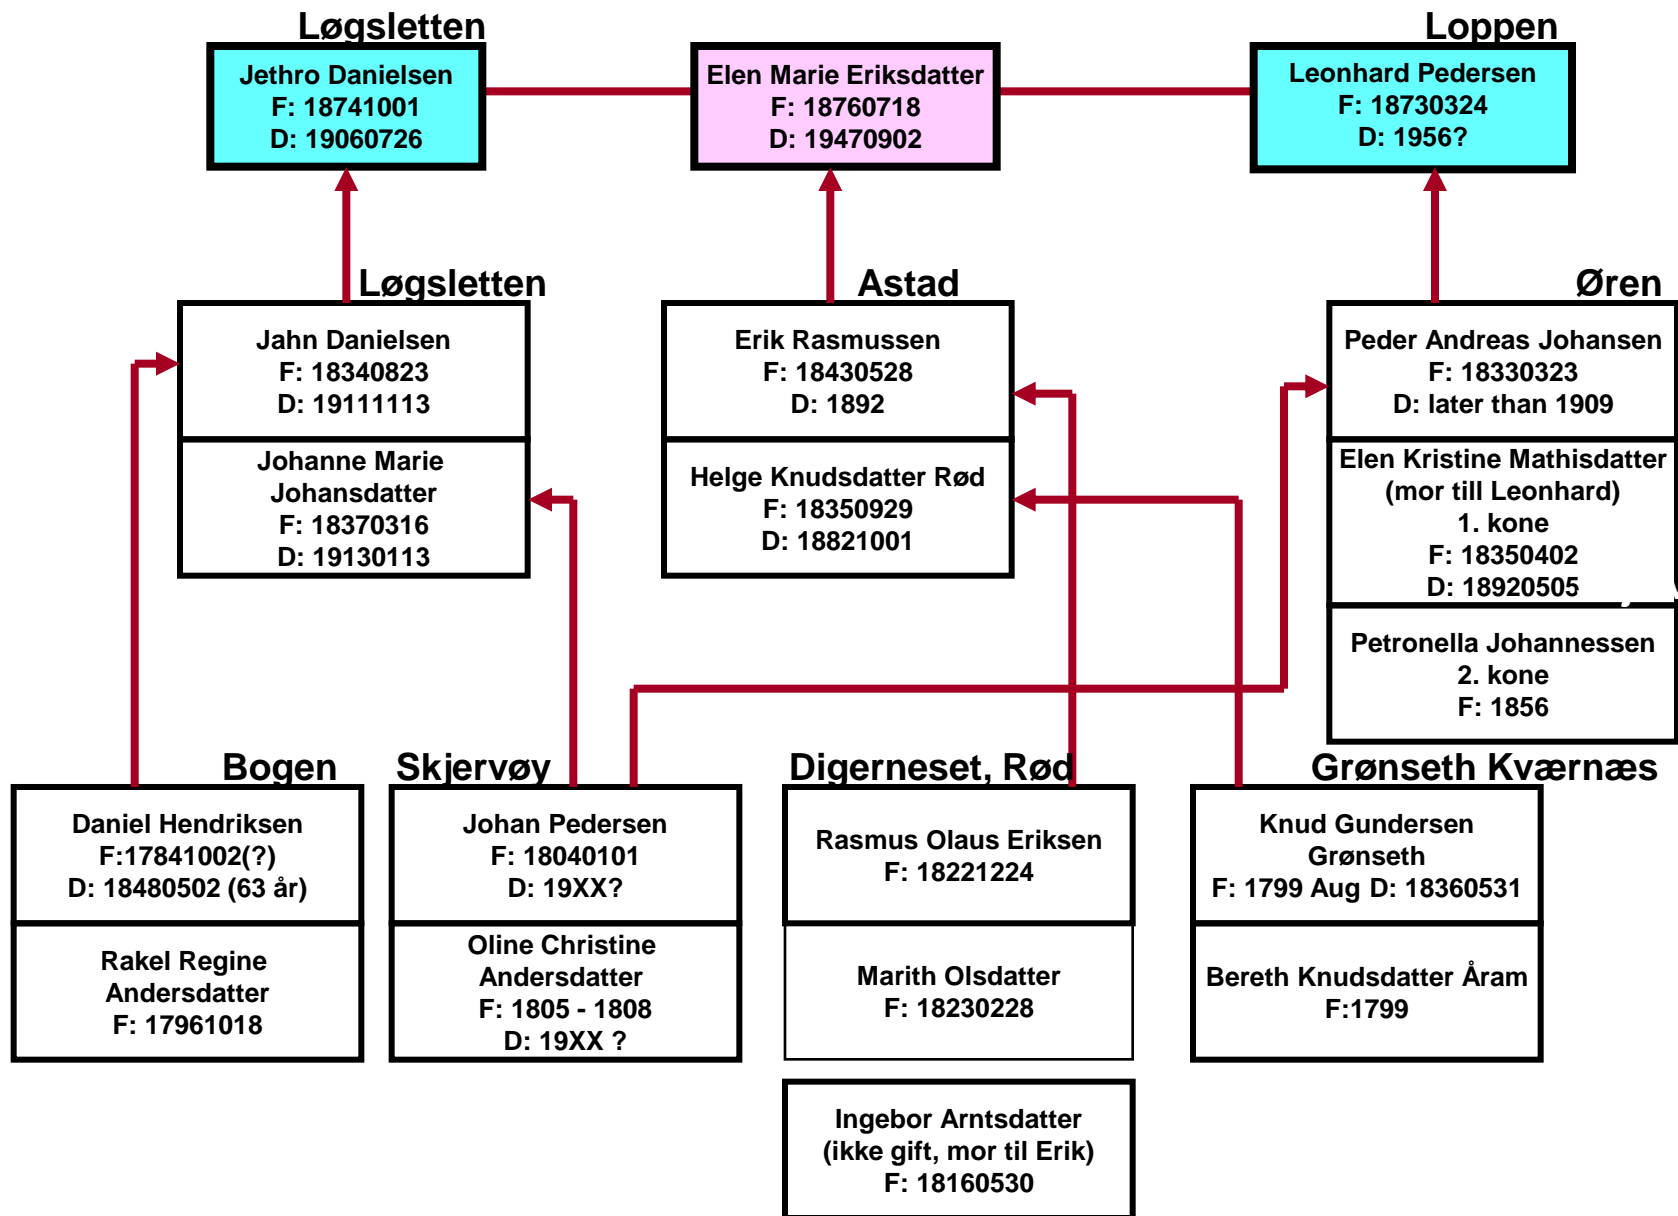 Løgsletten
Jethro Danielsen
F: 18741001
D: 19060726
Elen Marie Eriksdatter
F: 18760718
D: 19470902
Loppen
Leonhard Pedersen
F: 18730324
D: 1956?
Løgsletten
Jahn Danielsen
F: 18340823
D: 19111113
Johanne Marie
Johansdatter
F: 18370316
D: 19130113
Astad
Erik Rasmussen
F: 18430528
D: 1892
Helge Knudsdatter Rød
F: 18350929
D: 18821001
Øren
Peder Andreas Johansen
F: 18330323
D: later than 1909
Elen Kristine Mathisdatter
(mor till Leonhard)
1. kone
F: 18350402
D: 18920505
Petronella Johannessen
2. kone
F: 1856
Bogen
Daniel Hendriksen
F:17841002(?)
D: 18480502 (63 år)
Rakel Regine
Andersdatter
F: 17961018
Skjervøy
Johan Pedersen
F: 18040101
D: 19XX?
Oline Christine
Andersdatter
F: 1805 - 1808
D: 19XX ?
Digerneset, Rød
Rasmus Olaus Eriksen
F: 18221224
Marith Olsdatter
F: 18230228
Ingebor Arntsdatter
(ikke gift, mor til Erik)
F: 18160530
Grønseth Kværnæs
Knud Gundersen
Grønseth
F: 1799 Aug D: 18360531
Bereth Knudsdatter Åram
F:1799